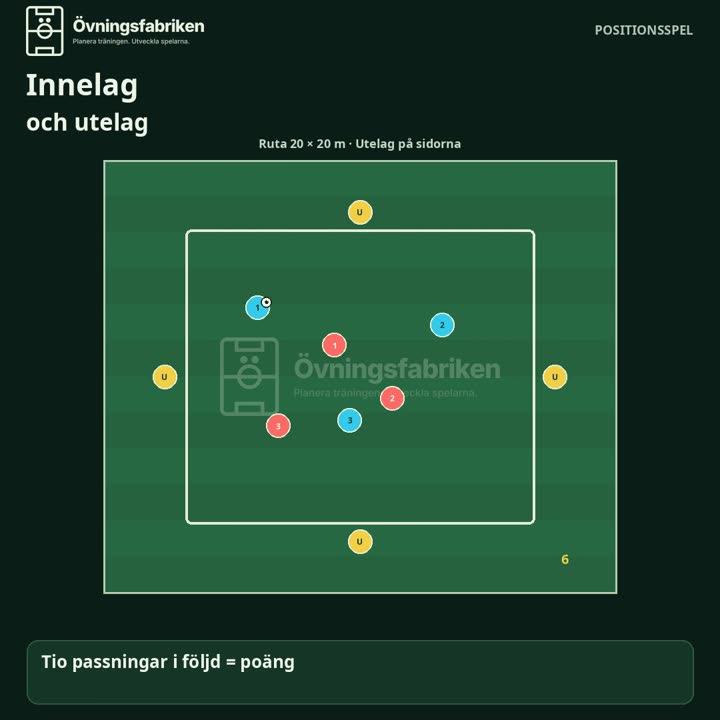 Övningsfabriken
Planera träningen. Utveckla spelarna.
POSITIONSSPEL
Innelag
och utelag
Ruta 20 × 20 m · Utelag på sidorna
U
1
2
1
Övningsfabriken
U
U
Planera träningen. spelarna.
2
3
3
U
6
Tio passningar i följd = poäng